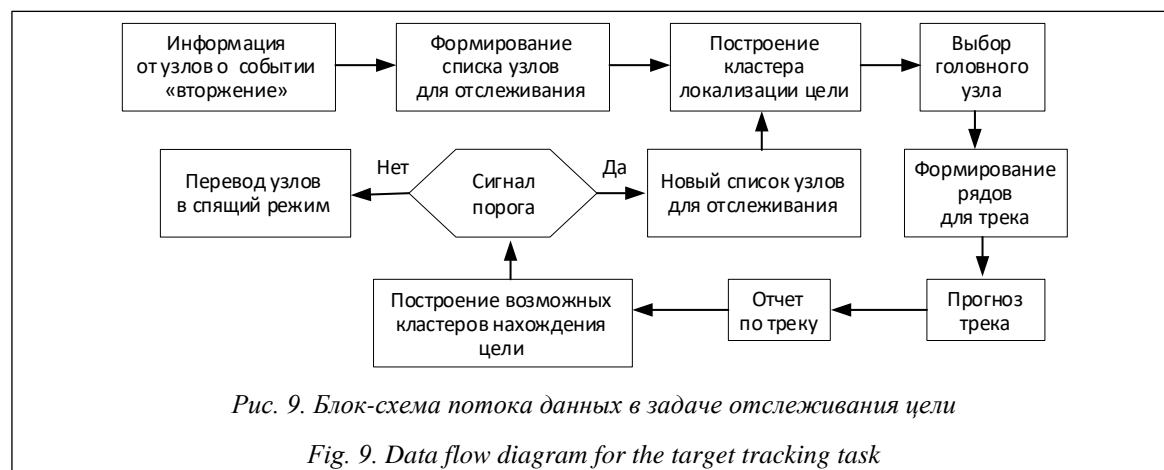 Информация
от узлов о событии
«вторжение»
Формирование
списка узлов
для отслеживания
Построение
кластера
локализации цели
Выбор
головного
узла
Перевод узлов
в спящий режим
Нет
Сигнал
порога
Да
Новый список узлов
для отслеживания
Формирование
рядов
для трека
Построение возможных
кластеров нахождения
цели
Отчет
по треку
Прогноз
трека
Рис. 9. Блок-схема потока данных в задаче отслеживания цели
Fig. 9. Data flow diagram for the target tracking task